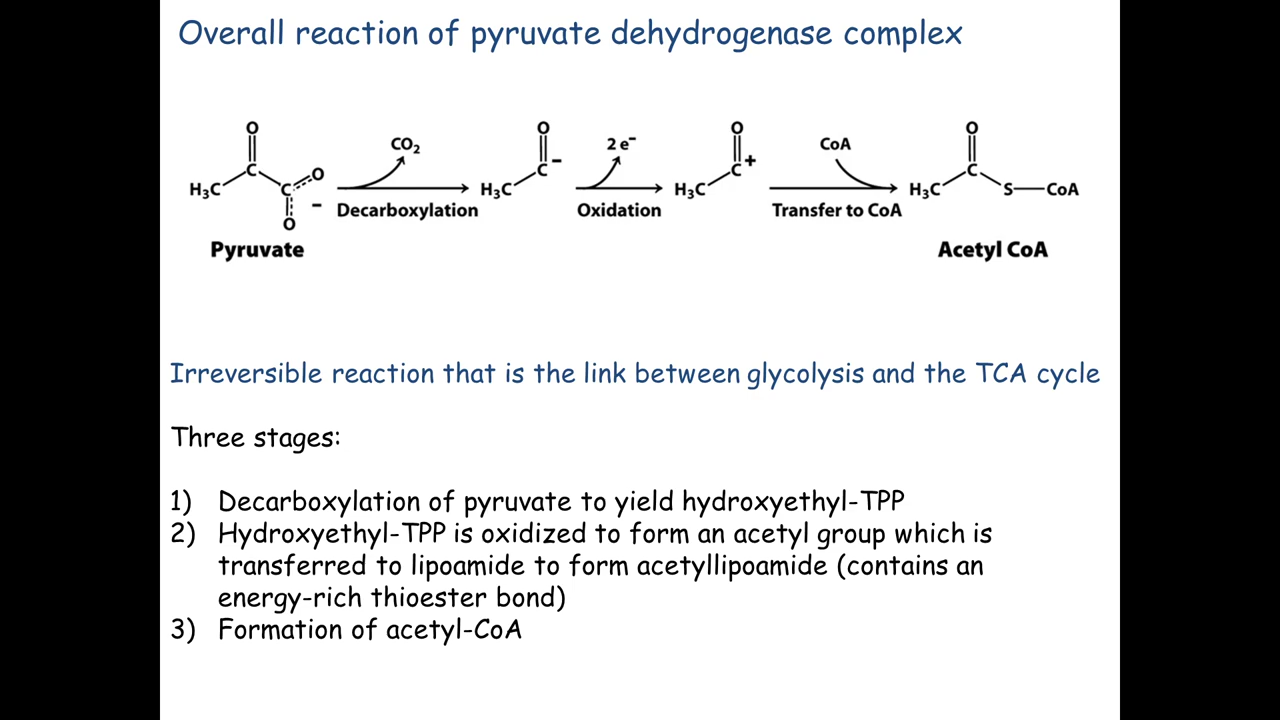 Overall reaction of pyruvate dehydrogenase complex
O
C
H₃C
C
O
−
O
Pyruvate
CO₂
Decarboxylation
O
C
−
H₃C
2 e⁻
Oxidation
O
C
+
H₃C
CoA
Transfer to CoA
O
C
H₃C
S
CoA
Acetyl CoA
Irreversible reaction that is the link between glycolysis and the TCA cycle
Three stages:
1) Decarboxylation of pyruvate to yield hydroxyethyl-TPP
2) Hydroxyethyl-TPP is oxidized to form an acetyl group which is
transferred to lipoamide to form acetyllipoamide (contains an
energy-rich thioester bond)
3) Formation of acetyl-CoA